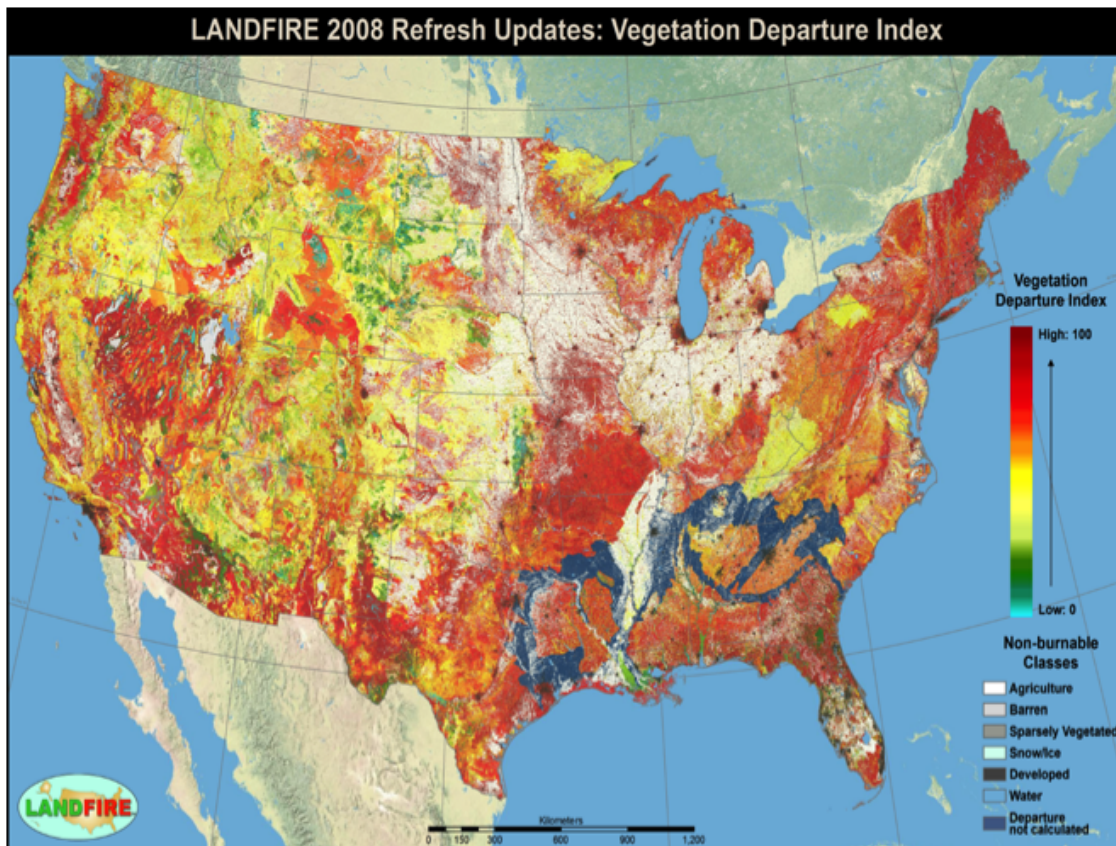 LANDFIRE 2008 Refresh Updates: Vegetation Departure Index
Vegetation
Departure Index
High: 100
Low: 0
Non-burnable
Classes
Agriculture
Barren
Sparsely Vegetated
Snow/Ice
Developed
Water
Departure
not calculated
LANDFIRE
Kilometers
0 75 150 300 600 900 1,200